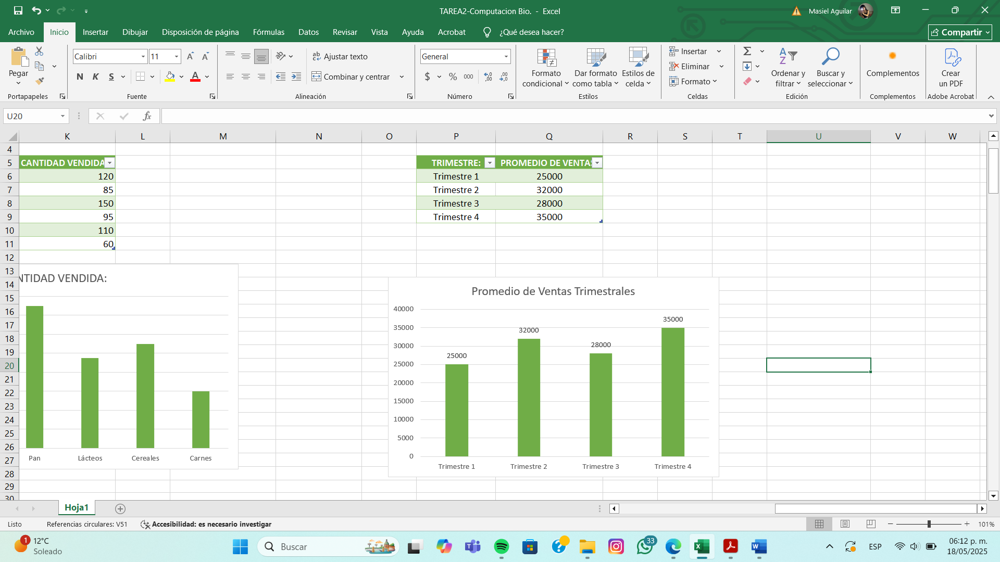 TAREA2-Computacion Bio. - Excel
Masiel Aguilar
Archivo Inicio Insertar Dibujar Disposición de página Fórmulas Datos Revisar Vista Ayuda Acrobat ¿Qué desea hacer? Compartir
Pegar
Portapapeles
Calibri 11
N K S A
Fuente
Ajustar texto
Combinar y centrar
Alineación
General
$ % 000
Número
Formato condicional
Dar formato como tabla
Estilos de celda
Estilos
Insertar
Eliminar
Formato
Celdas
Ordenar y filtrar
Buscar y seleccionar
Edición
Complementos
Complementos
Crear un PDF
Adobe Acrobat
U20 fx
K L M N O P Q R S T U V W
4
5 CANTIDAD VENDIDA TRIMESTRE: PROMEDIO DE VENTA
6 120 Trimestre 1 25000
7 85 Trimestre 2 32000
8 150 Trimestre 3 28000
9 95 Trimestre 4 35000
10 110
11 60
12
13
14
15
16
17
18
19
20
21
22
23
24
25
26
27
28
29
30
NTIDAD VENDIDA:
Pan Lácteos Cereales Carnes
Promedio de Ventas Trimestrales
40000
35000
30000
25000
20000
15000
10000
5000
0
25000 32000 28000 35000
Trimestre 1 Trimestre 2 Trimestre 3 Trimestre 4
Hoja1
Listo Referencias circulares: V51 Accesibilidad: es necesario investigar 101%
1
12°C
Soleado
Buscar
33
ESP
06:12 p. m.
18/05/2025